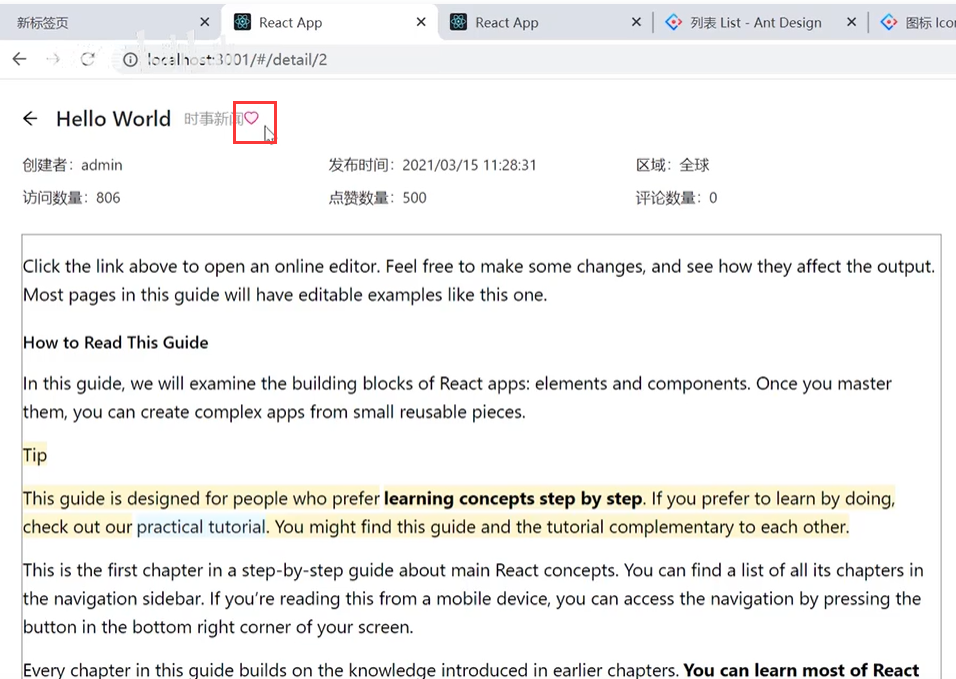 新标签页 React App React App 列表 List - Ant Design 图标 Ico
localhost:3001/#/detail/2
Hello World 时事新闻
创建者：admin 发布时间：2021/03/15 11:28:31 区域：全球
访问数量：806 点赞数量：500 评论数量：0
Click the link above to open an online editor. Feel free to make some changes, and see how they affect the output.
Most pages in this guide will have editable examples like this one.
How to Read This Guide
In this guide, we will examine the building blocks of React apps: elements and components. Once you master
them, you can create complex apps from small reusable pieces.
Tip
This guide is designed for people who prefer learning concepts step by step. If you prefer to learn by doing,
check out our practical tutorial. You might find this guide and the tutorial complementary to each other.
This is the first chapter in a step-by-step guide about main React concepts. You can find a list of all its chapters in
the navigation sidebar. If you’re reading this from a mobile device, you can access the navigation by pressing the
button in the bottom right corner of your screen.
Every chapter in this guide builds on the knowledge introduced in earlier chapters. You can learn most of React